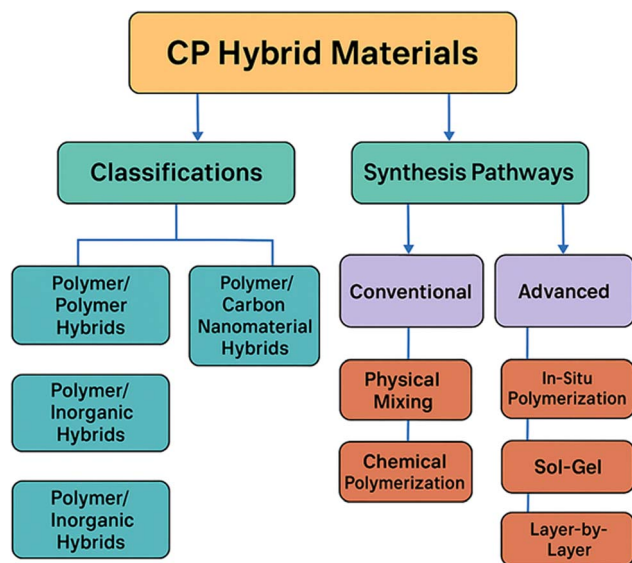 CP Hybrid Materials
Classifications
Synthesis Pathways
Polymer/
Polymer
Hybrids
Polymer/
Carbon
Nanomaterial
Hybrids
Polymer/
Inorganic
Hybrids
Polymer/
Inorganic
Hybrids
Conventional
Advanced
Physical
Mixing
Chemical
Polymerization
In-Situ
Polymerization
Sol-Gel
Layer-by-
Layer